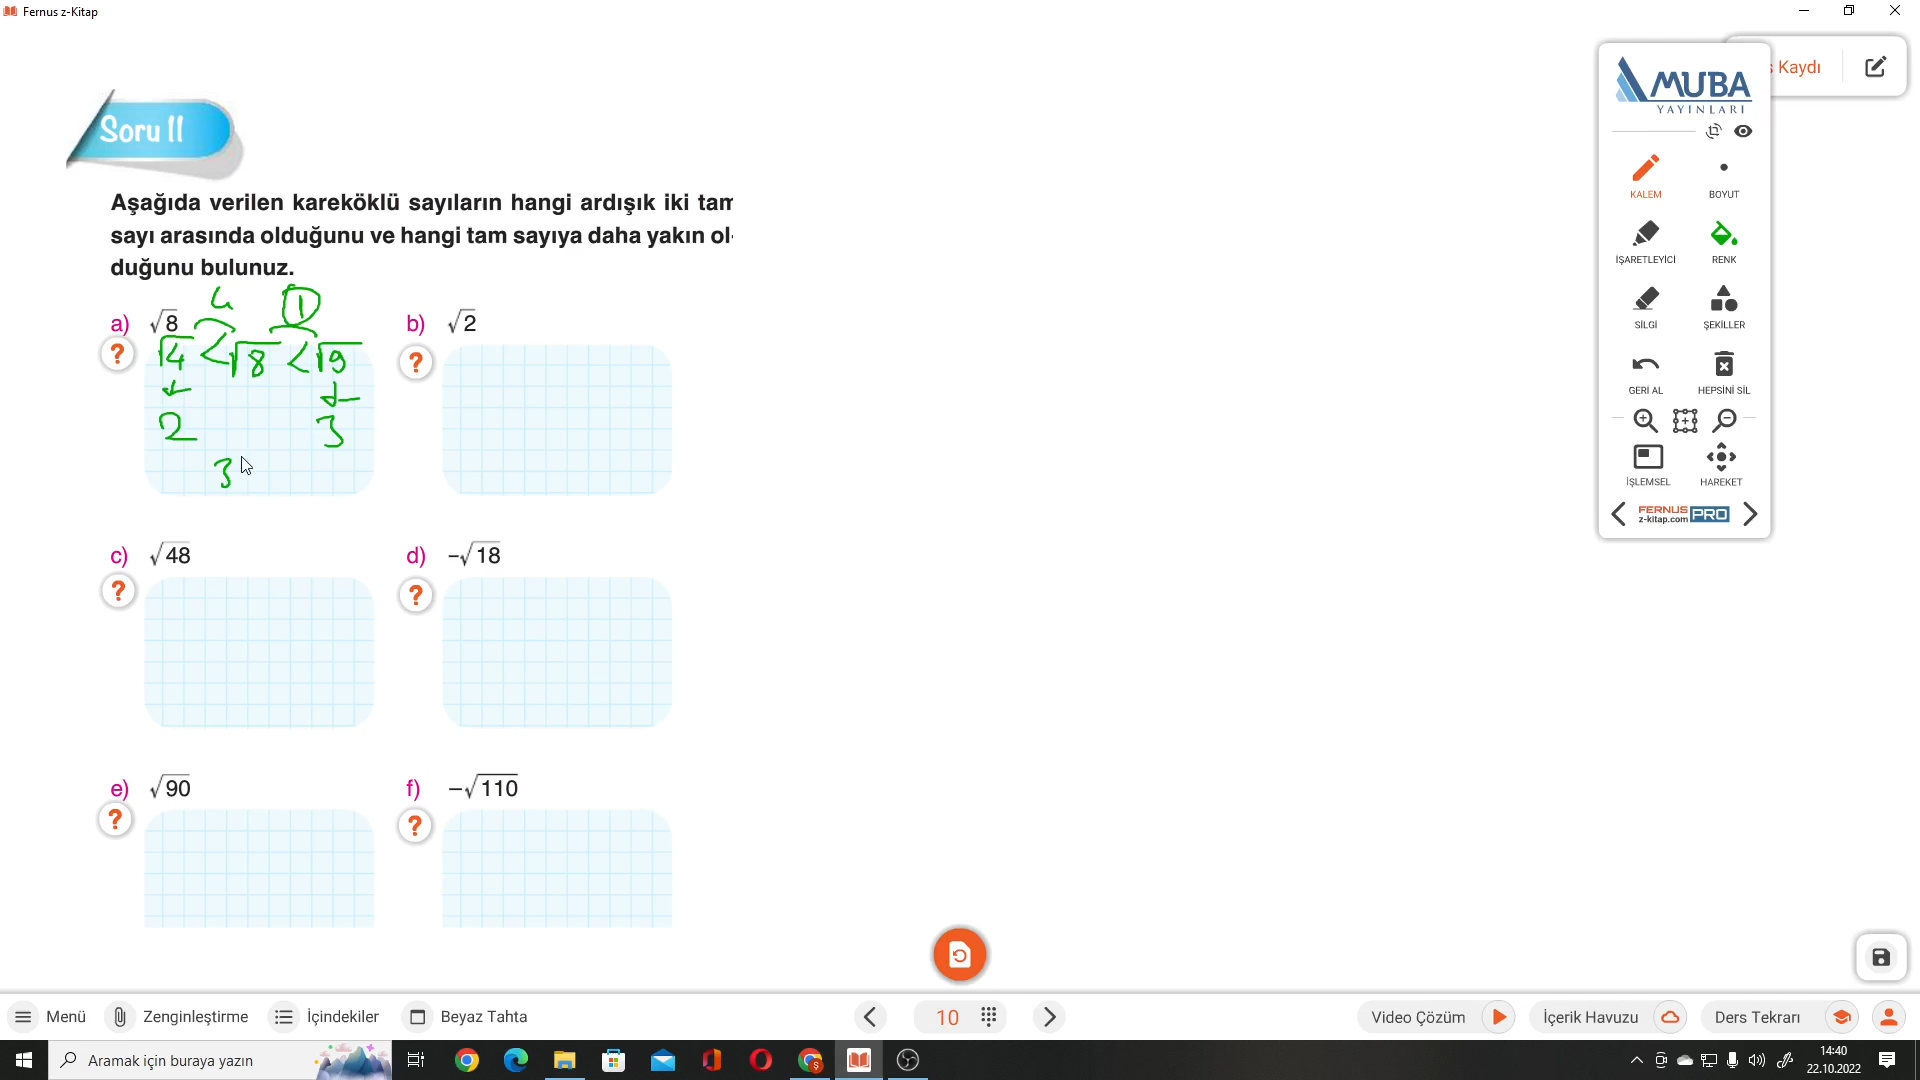 Fernus z-Kitap
Kaydı
MUBA
YAYINLARI
Soru 11
Aşağıda verilen kareköklü sayıların hangi ardışık iki tam
sayı arasında olduğunu ve hangi tam sayıya daha yakın ol-
duğunu bulunuz.
4 1
a) √8
√4 < √8 < √9
2 3
3
b) √2
c) √48
d) -√18
e) √90
f) -√110
KALEM BOYUT
İŞARETLEYİCİ RENK
SİLGİ ŞEKİLLER
GERİ AL HEPSİNİ SİL
İŞLEMSEL HAREKET
FERNUS
z-kitap.com PRO
Menü Zenginleştirme İçindekiler Beyaz Tahta 10 Video Çözüm İçerik Havuzu Ders Tekrarı
Aramak için buraya yazın
14:40
22.10.2022